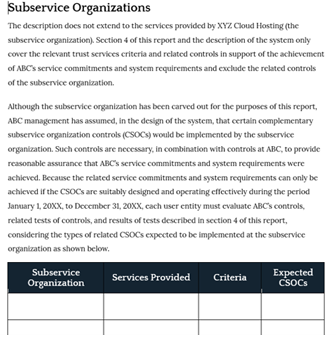 Subservice Organizations
The description does not extend to the services provided by XYZ Cloud Hosting (the
subservice organization). Section 4 of this report and the description of the system only
cover the relevant trust services criteria and related controls in support of the achievement
of ABC's service commitments and system requirements and exclude the related controls
of the subservice organization.
Although the subservice organization has been carved out for the purposes of this report,
ABC management has assumed, in the design of the system, that certain complementary
subservice organization controls (CSOCs) would be implemented by the subservice
organization. Such controls are necessary, in combination with controls at ABC, to provide
reasonable assurance that ABC's service commitments and system requirements were
achieved. Because the related service commitments and system requirements can only be
achieved if the CSOCs are suitably designed and operating effectively during the period
January 1, 20XX, to December 31, 20XX, each user entity must evaluate ABC's controls,
related tests of controls, and results of tests described in section 4 of this report,
considering the types of related CSOCs expected to be implemented at the subservice
organization as shown below.
Subservice Organization
Services Provided
Criteria
Expected CSOCs